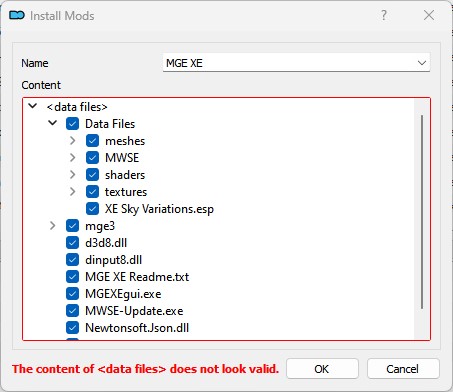 Install Mods
?
Name
MGE XE
Content
<data files>
Data Files
meshes
MWSE
shaders
textures
XE Sky Variations.esp
mge3
d3d8.dll
dinput8.dll
MGE XE Readme.txt
MGEXEgui.exe
MWSE-Update.exe
Newtonsoft.Json.dll
The content of <data files> does not look valid.
OK
Cancel